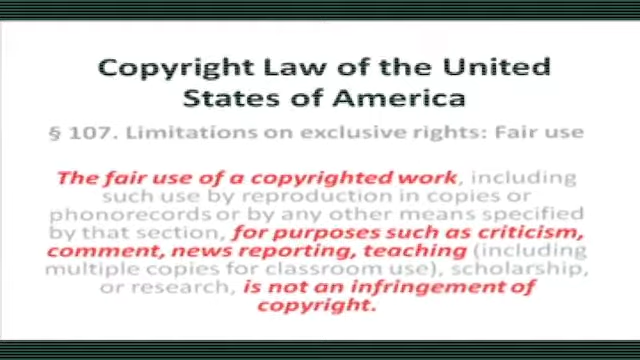 Copyright Law of the United
States of America
§ 107. Limitations on exclusive rights: Fair use
The fair use of a copyrighted work, including
such use by reproduction in copies or
phonorecords or by any other means specified
by that section, for purposes such as criticism,
comment, news reporting, teaching (including
multiple copies for classroom use), scholarship,
or research, is not an infringement of
copyright.